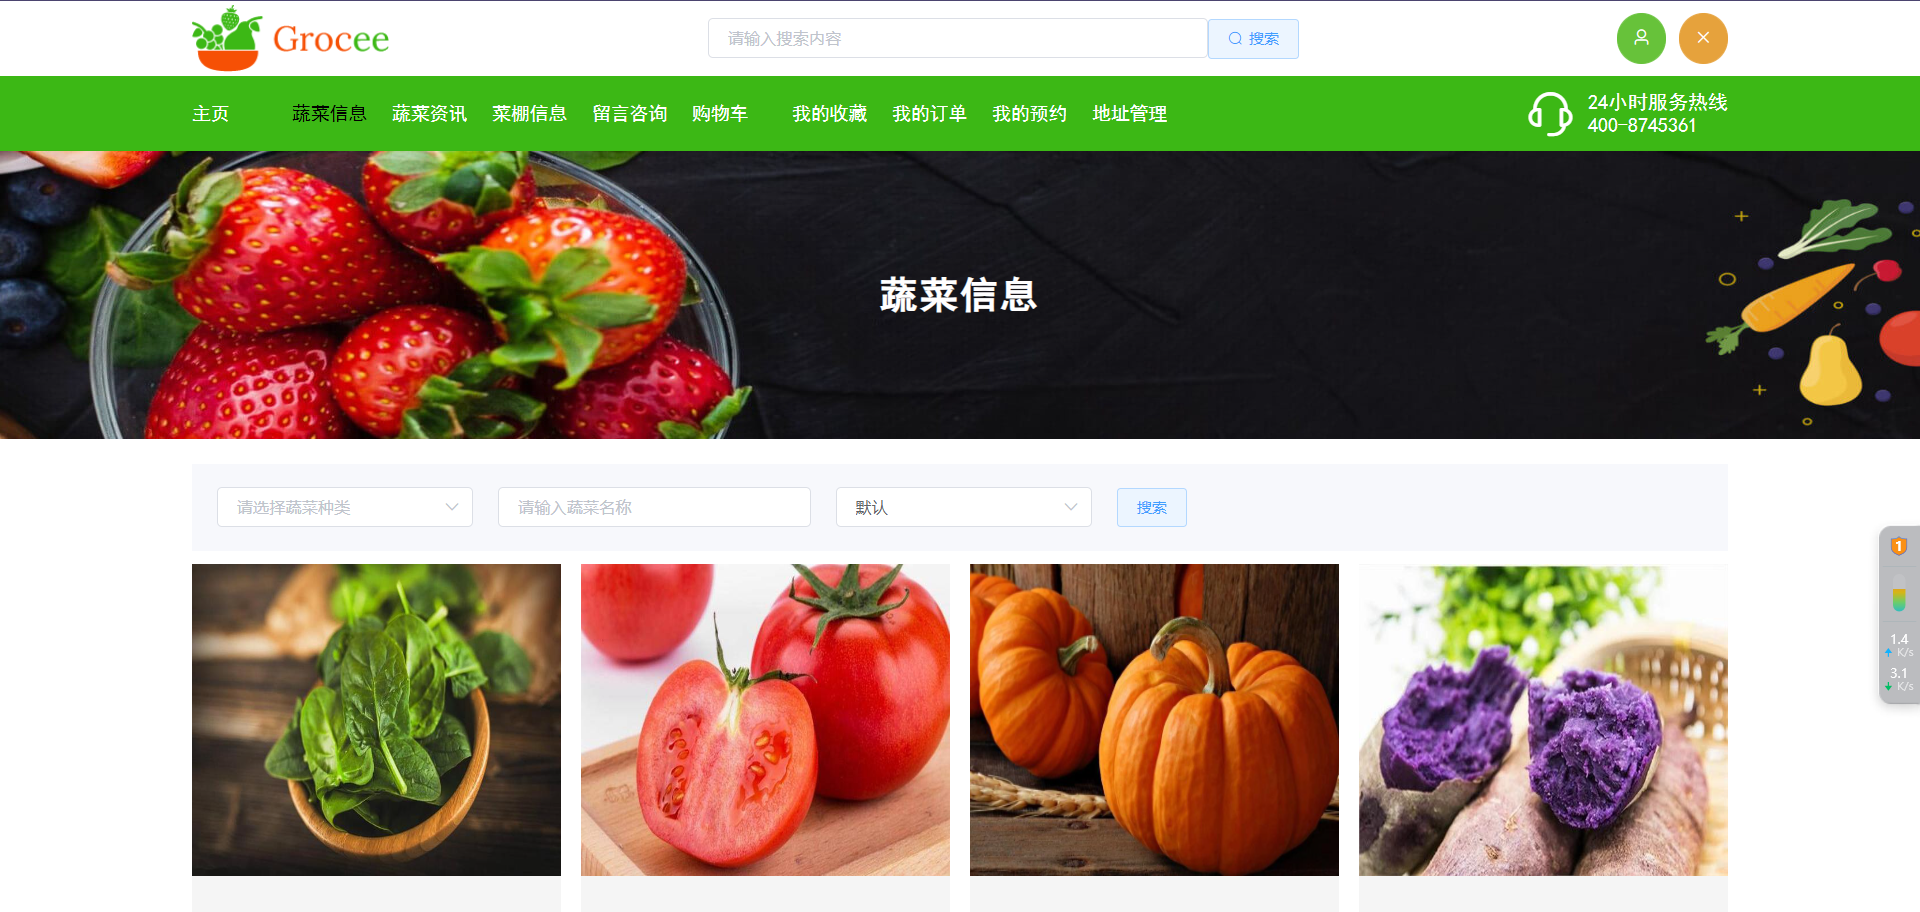 Grocee
请输入搜索内容
搜索
主页 蔬菜信息 蔬菜资讯 菜棚信息 留言咨询 购物车 我的收藏 我的订单 我的预约 地址管理
24小时服务热线
400-8745361
蔬菜信息
请选择蔬菜种类
请输入蔬菜名称
默认
搜索
1
1.4
K/s
3.1
K/s